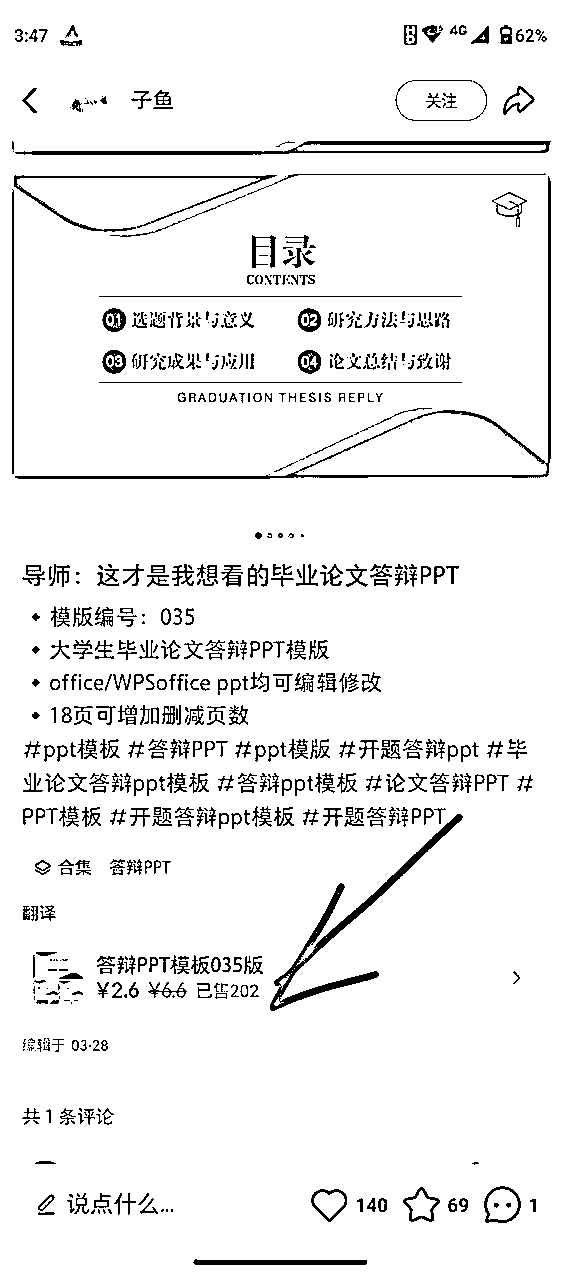 3:47
4G
62%
子鱼
关注
目录
CONTENTS
01 选题背景与意义
02 研究方法与思路
03 研究成果与应用
04 论文总结与致谢
GRADUATION THESIS REPLY
导师：这才是我想看的毕业论文答辩PPT
模版编号：035
大学生毕业论文答辩PPT模版
office/WPSoffice ppt均可编辑修改
18页可增加删减页数
#ppt模板 #答辩PPT #ppt模版 #开题答辩ppt #毕
业论文答辩ppt模板 #答辩ppt模板 #论文答辩PPT #
PPT模板 #开题答辩ppt模板 #开题答辩PPT
合集 答辩PPT
翻译
答辩PPT模板035版
¥2.6 ¥6.6 已售202
编辑于 03-28
共 1 条评论
说点什么...
140
69
1